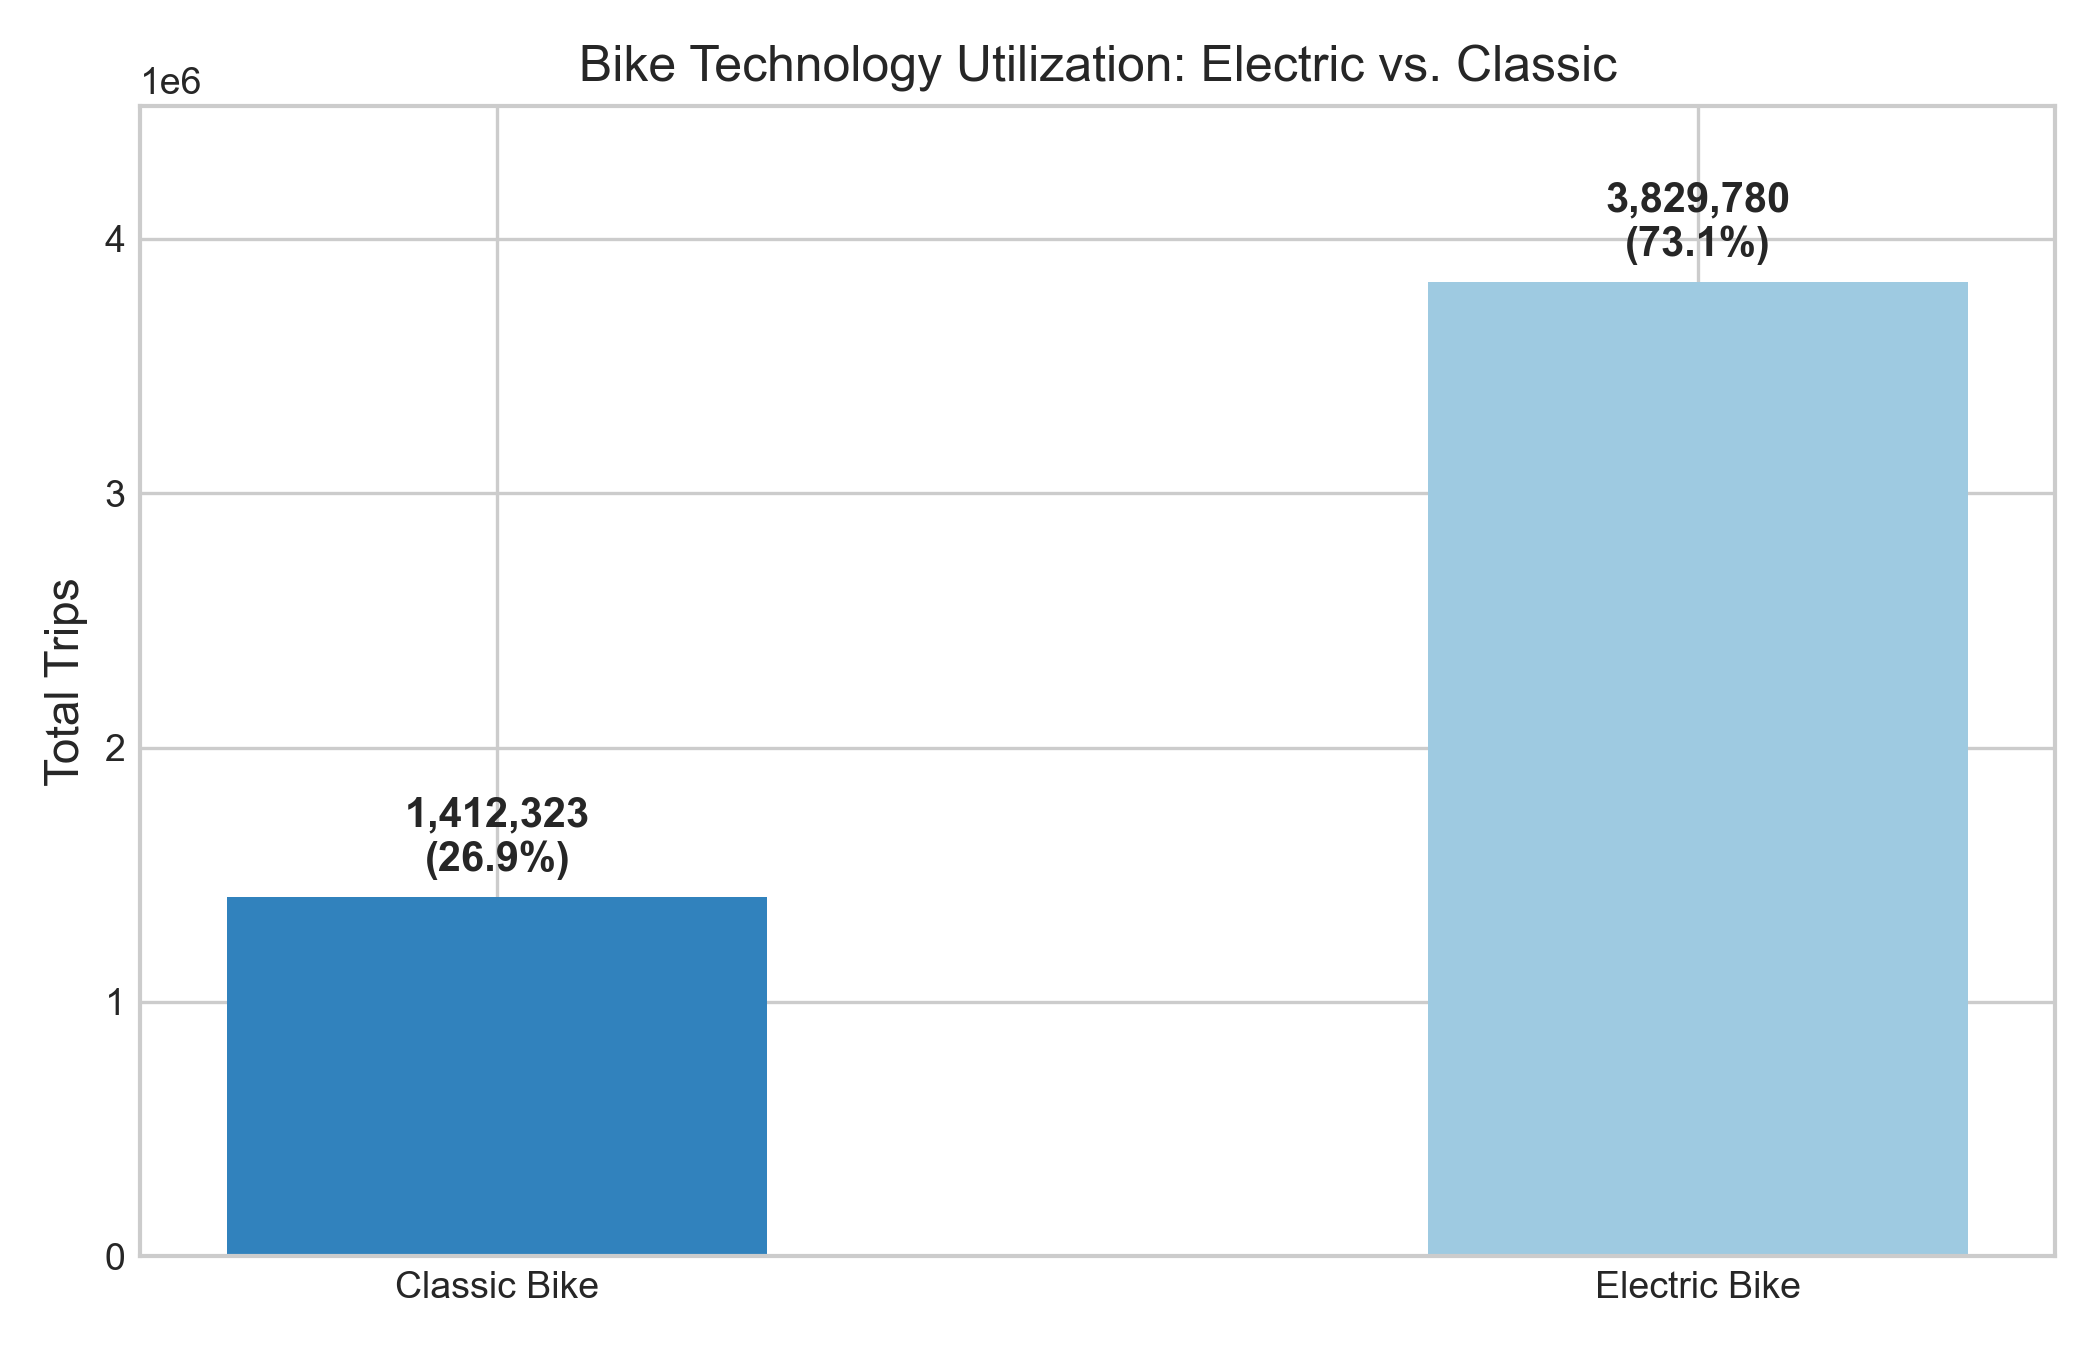 Bike Technology Utilization: Electric vs. Classic
1e6
4
3
2
1
0
Total Trips
3,829,780
(73.1%)
1,412,323
(26.9%)
Classic Bike
Electric Bike